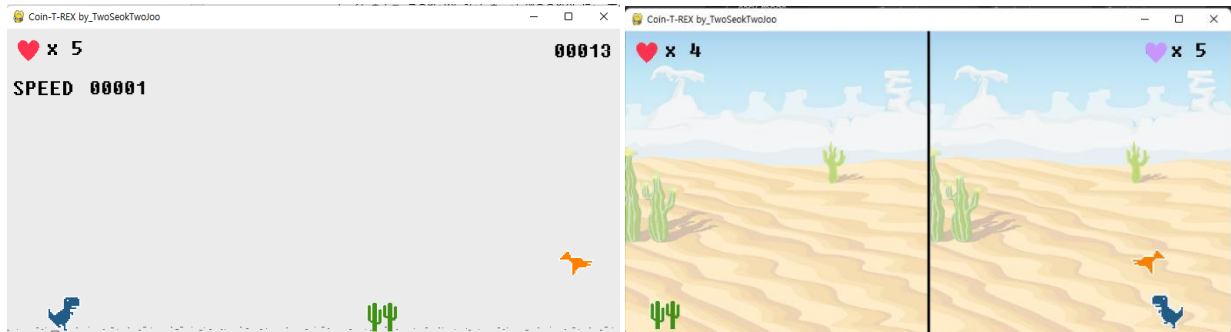 Coin-T-REX by_TwoSeokTwoJoo
x 5
00013
SPEED 00001
Coin-T-REX by_TwoSeokTwoJoo
x 4
x 5